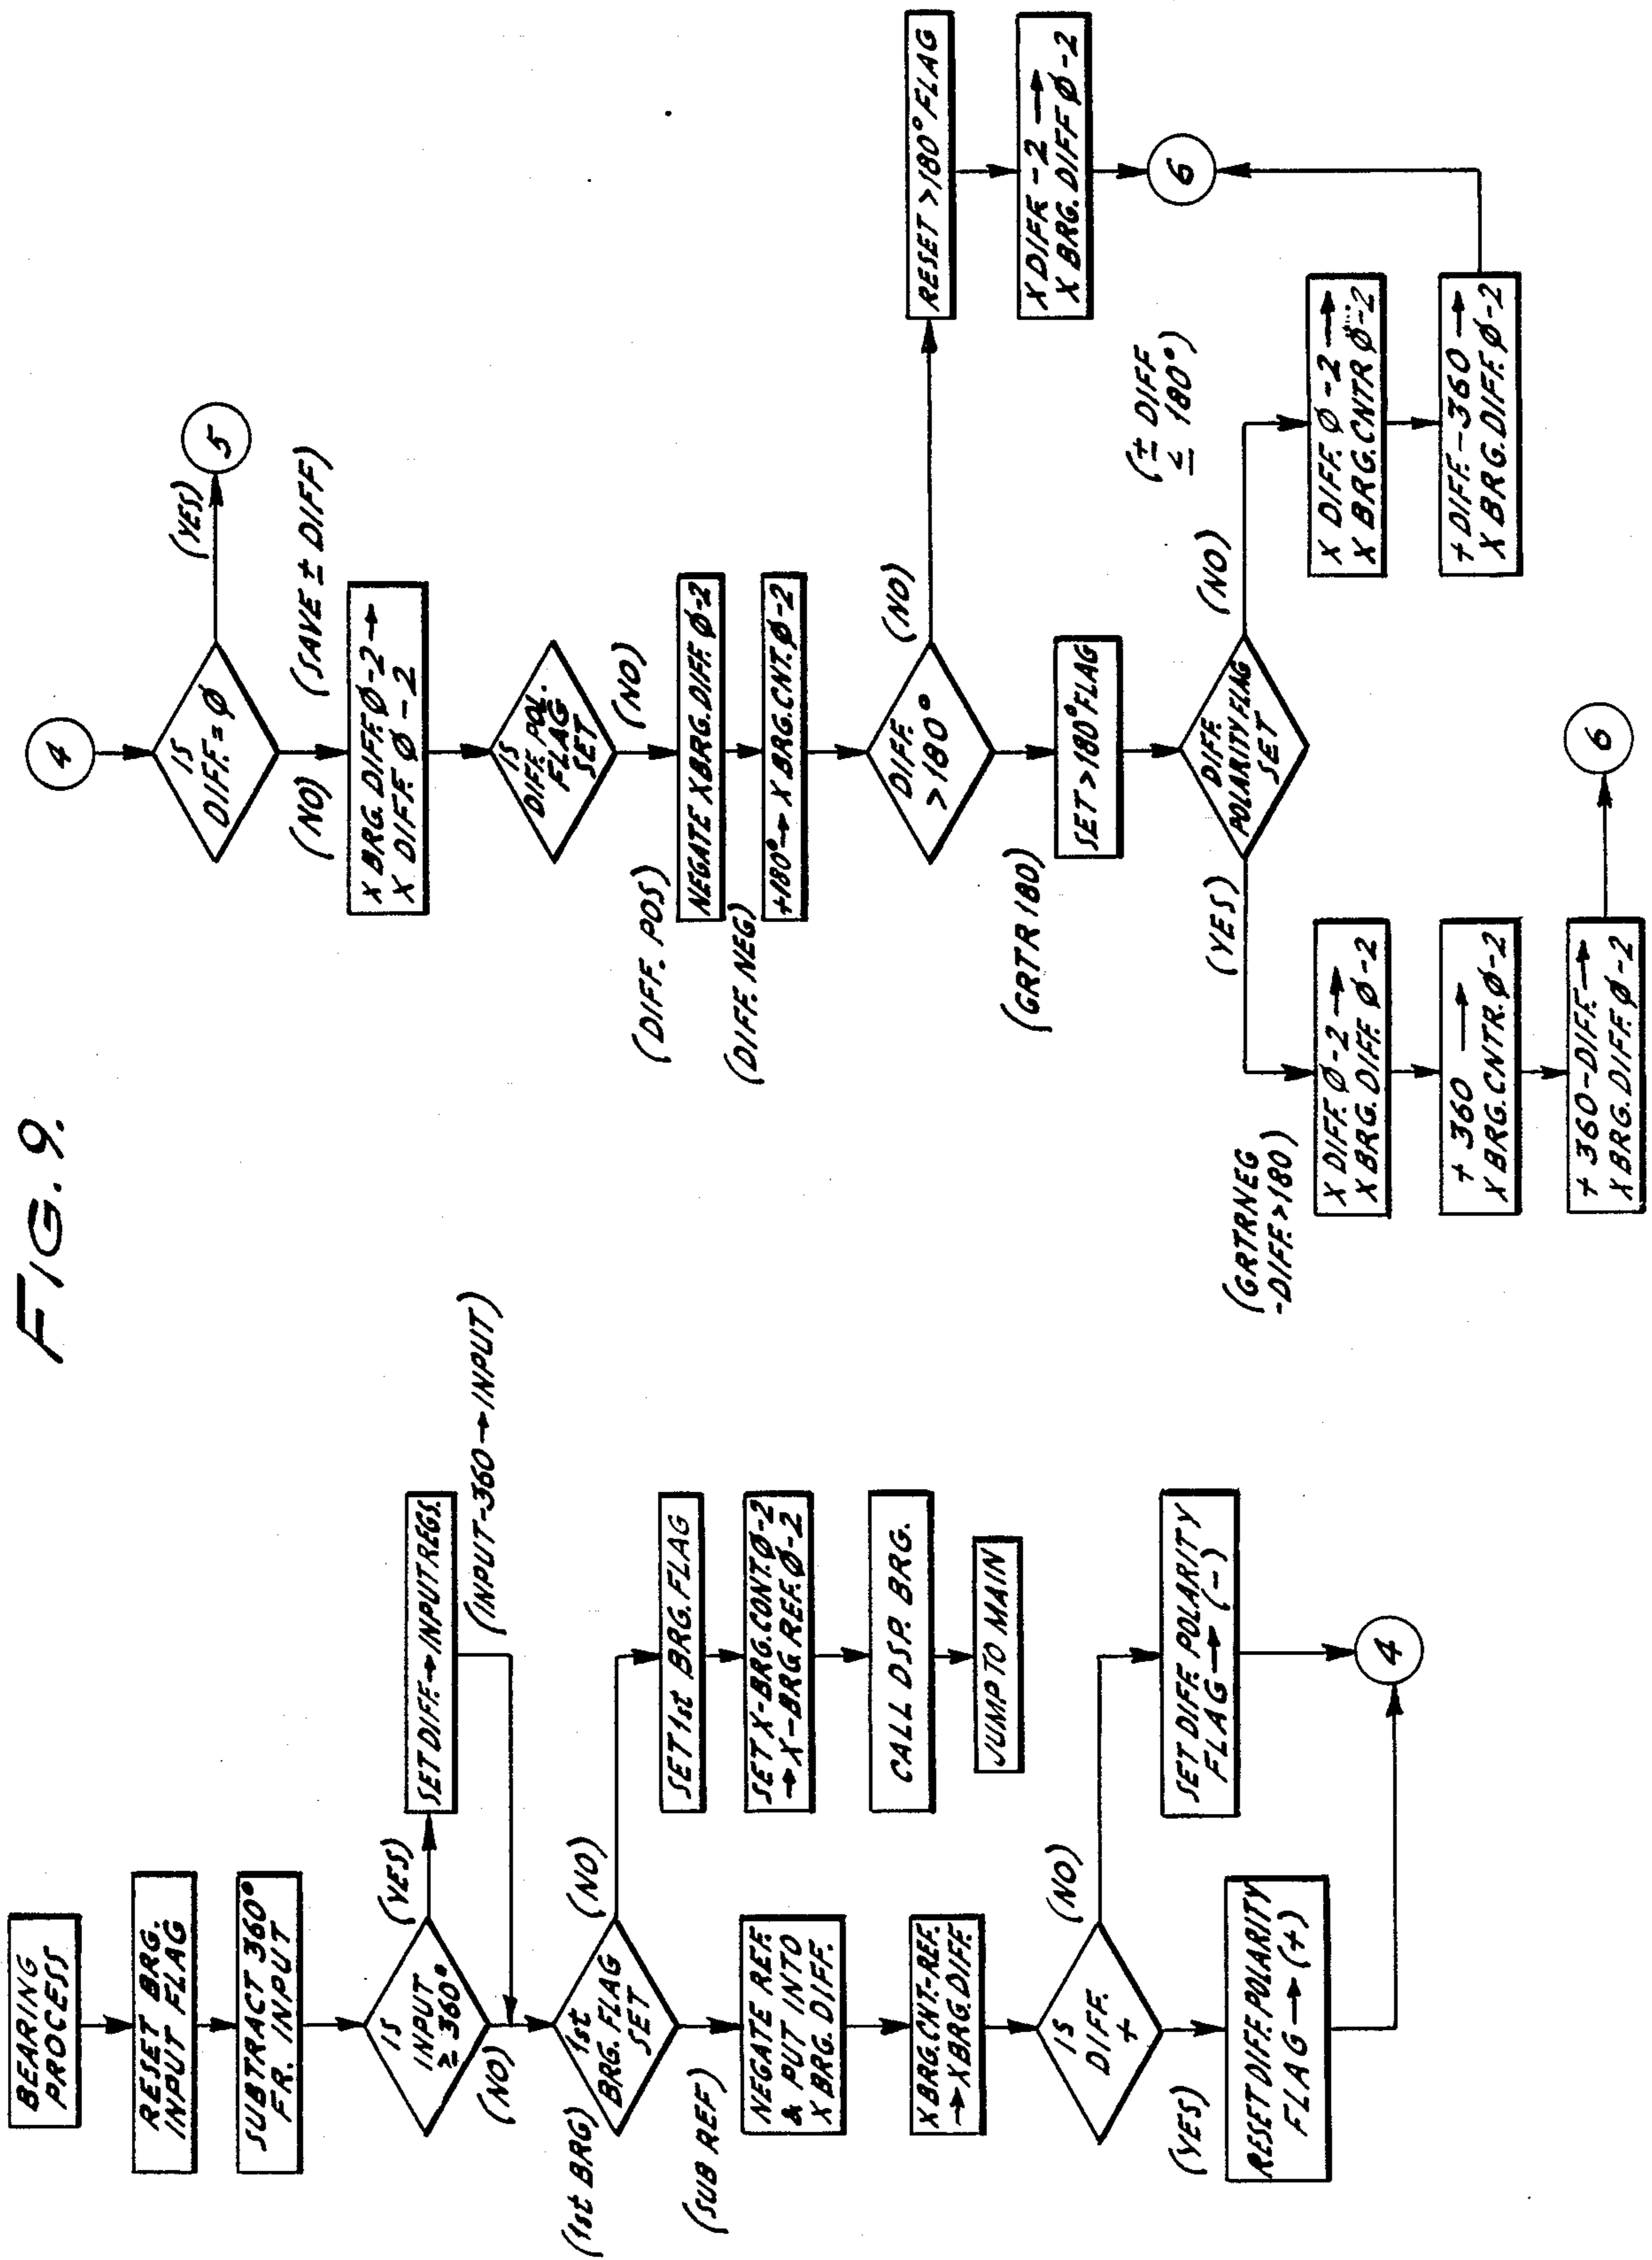 FIG. 9.
BEARING
PROCESS
RESET BRG.
INPUT FLAG
SUBTRACT 360°
FR. INPUT
IS
INPUT
≥ 360°
(YES)
SET DIFF.→INPUT REGS.
(INPUT-360→INPUT)
(NO)
(1st BRG)
1st
BRG. FLAG
SET
(NO)
SET 1st BRG. FLAG
SET X-BRG.CONT.Ø-2
→X-BRG.REF.Ø-2
CALL DSP. BRG.
JUMP TO MAIN
(SUB REF)
NEGATE REF.
& PUT INTO
X BRG. DIFF.
X BRG.CNT.-REF.
→XBRG.DIFF.
IS
DIFF.
+
(NO)
SET DIFF. POLARITY
FLAG → (-)
(YES)
RESET DIFF. POLARITY
FLAG → (+)
4
4
IS
DIFF.= Ø
(YES)
5
(NO)
(SAVE ± DIFF)
X BRG. DIFF. Ø-2 →
X DIFF. Ø -2
IS
DIFF. POL.
FLAG
SET
(NO)
(DIFF. POS)
NEGATE XBRG.DIFF. Ø-2
(DIFF. NEG)
+180°→ X BRG.CNT. Ø-2
DIFF.
>180°
(NO)
RESET >180° FLAG
X DIFF. -2 →
X BRG. DIFF Ø-2
6
(GRTR 180)
SET >180° FLAG
DIFF.
POLARITY FLAG
SET
(NO)
(± DIFF
≤ 180°)
X DIFF. Ø -2 →
X BRG.CNTR Ø-2
+ DIFF.-360 →
X BRG.DIFF. Ø-2
(YES)
(GRTRNEG
-DIFF.>180)
X DIFF. Ø-2 →
X BRG. DIFF. Ø-2
+ 360 →
X BRG.CNTR. Ø-2
+ 360-DIFF. →
X BRG. DIFF. Ø-2
6